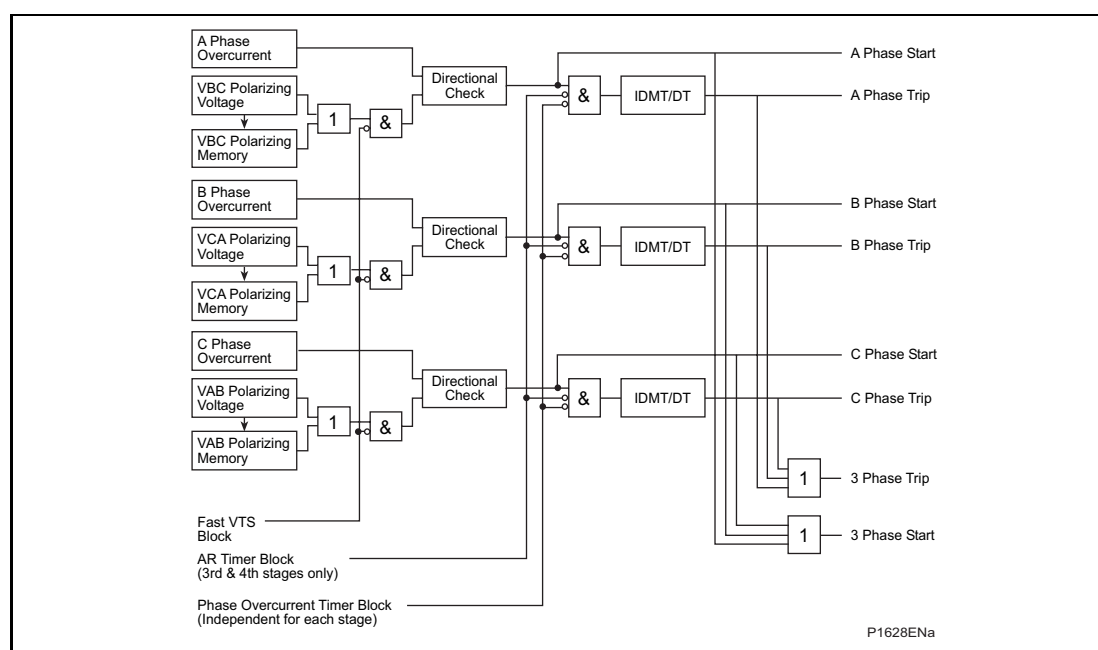 A Phase
Overcurrent
VBC Polarizing
Voltage
VBC Polarizing
Memory
1
&
Directional
Check
&
IDMT/DT
A Phase Start
A Phase Trip
B Phase
Overcurrent
VCA Polarizing
Voltage
VCA Polarizing
Memory
1
&
Directional
Check
&
IDMT/DT
B Phase Start
B Phase Trip
C Phase
Overcurrent
VAB Polarizing
Voltage
VAB Polarizing
Memory
1
&
Directional
Check
&
IDMT/DT
C Phase Start
C Phase Trip
1
3 Phase Trip
1
3 Phase Start
Fast VTS
Block
AR Timer Block
(3rd & 4th stages only)
Phase Overcurrent Timer Block
(Independent for each stage)
P1628ENa